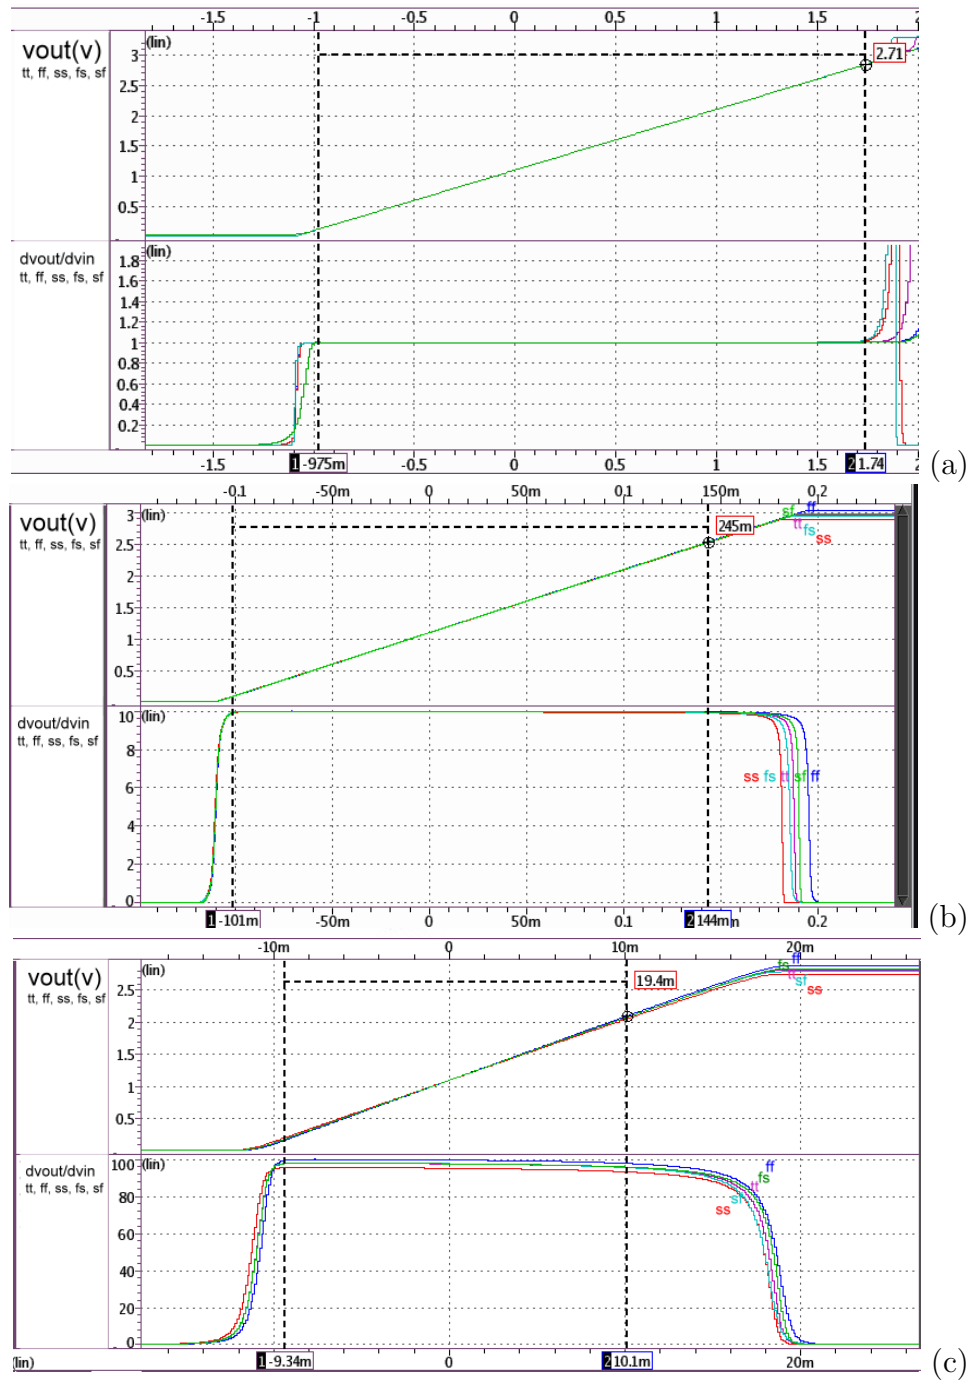 -1.5 -1 -0.5 0 0.5 1 1.5 2
vout(v)
tt, ff, ss, fs, sf
(lin)
3
2.71
2.5
2
1.5
1
0.5
dvout/dvin
tt, ff, ss, fs, sf
(lin)
1.8
1.6
1.4
1.2
1
0.8
0.6
0.4
0.2
-1.5 1 -975m -0.5 0 0.5 1 1.5 2 1.74 2
(a)
-0.1 -50m 0 50m 0.1 150m 0.2
vout(v)
tt, ff, ss, fs, sf
(lin)
3
sf ff
tt
fs
ss
245m
2.5
2
1.5
1
0.5
dvout/dvin
tt, ff, ss, fs, sf
(lin)
10
8
6
4
2
0
ss fs tt sf ff
1 -101m -50m 0 50m 0.1 2 144m 0.2
(b)
-10m 0 10m 20m
vout(v)
tt, ff, ss, fs, sf
(lin)
fs ff
tt
sf
ss
19.4m
2.5
2
1.5
1
0.5
dvout/dvin
tt, ff, ss, fs, sf
(lin)
100
80
60
40
20
0
ff
fs
tt
sf
ss
(lin) 1 -9.34m 0 2 10.1m 20m
(c)